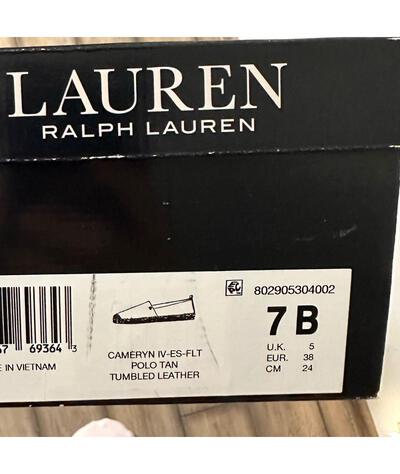 LAUREN
RALPH LAUREN
802905304002
7 B
U.K. 5
EUR. 38
CM 24
69364 3
CAMERYN IV-ES-FLT
POLO TAN
TUMBLED LEATHER
IN VIETNAM